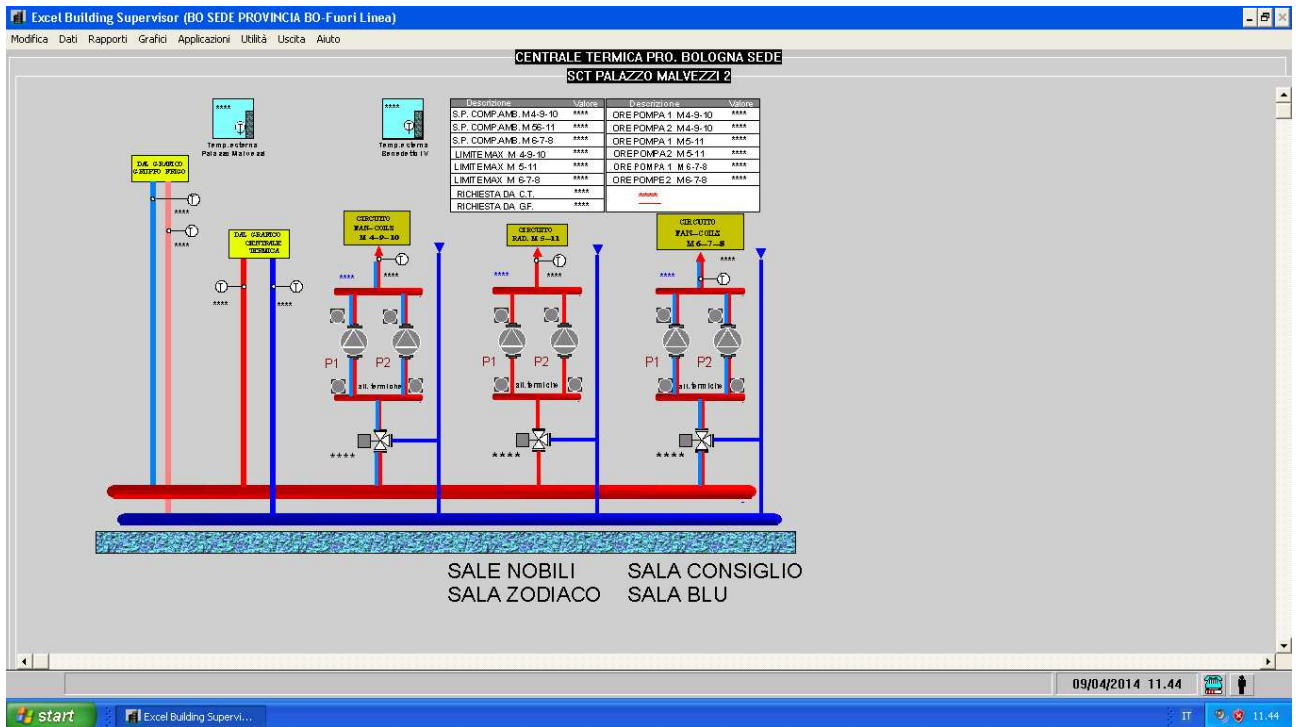 Excel Building Supervisor (BO SEDE PROVINCIA BO-Fuori Linea)
Modifica Dati Rapporti Grafici Applicazioni Utilità Uscita Aiuto
CENTRALE TERMICA PRO. BOLOGNA SEDE
SCT PALAZZO MALVEZZI 2
Descrizione Valore Descrizione Valore
S.P. COMP.AMB. M4-9-10 **** ORE POMPA 1 M4-9-10 ****
S.P. COMP.AMB. M 56-11 **** ORE POMPA 2 M4-9-10 ****
S.P. COMP.AMB. M 6-7-8 **** ORE POMPA 1 M5-11 ****
LIMITE MAX M 4-9-10 **** ORE POMPA2 M5-11 ****
LIMITE MAX M 5-11 **** ORE POMPA 1 M 6-7-8 ****
LIMITE MAX M 6-7-8 **** ORE POMPE 2 M6-7-8 ****
RICHIESTA DA C.T. **** ****
RICHIESTA DA G.F. ****
**** T
Temp.esterna
Palazzo Malvezzi
**** T
Temp.esterna
Benedetto IV
DAL GRAFICO
GRUPPO FRIGO
T
****
T
****
DAL GRAFICO
CENTRALE
TERMICA
T T
**** ****
CIRCUITO
FAN-COILS
M 4-9-10
T
**** ****
P1 P2
all. termiche
****
CIRCUITO
RAD. M 5-11
T
**** ****
P1 P2
all. termiche
****
CIRCUITO
FAN-COILS
M 6-7-8
****
**** T
P1 P2
all. termiche
****
SALE NOBILI SALA CONSIGLIO
SALA ZODIACO SALA BLU
09/04/2014 11.44
start Excel Building Supervi... IT 11.44